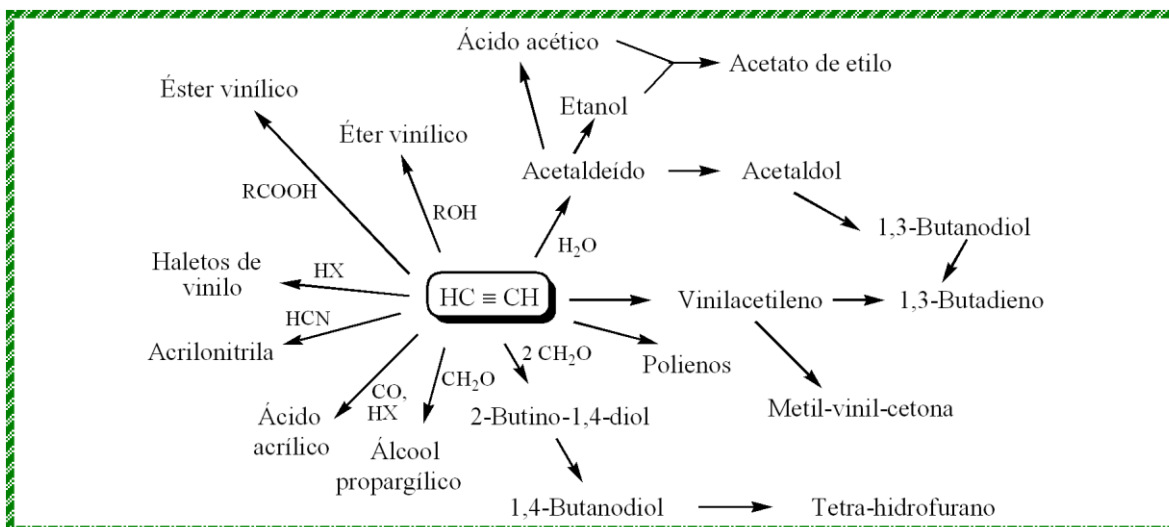 Ácido acético
Acetato de etilo
Éster vinílico
Etanol
Éter vinílico
Acetaldeído
Acetaldol
RCOOH
ROH
1,3-Butanodiol
H₂O
Haletos de
vinilo
HX
HC ≡ CH
Vinilacetileno
1,3-Butadieno
HCN
Acrilonitrila
2 CH₂O
Polienos
CH₂O
CO,
HX
Ácido
acrílico
Álcool
propargílico
2-Butino-1,4-diol
Metil-vinil-cetona
1,4-Butanodiol
Tetra-hidrofurano